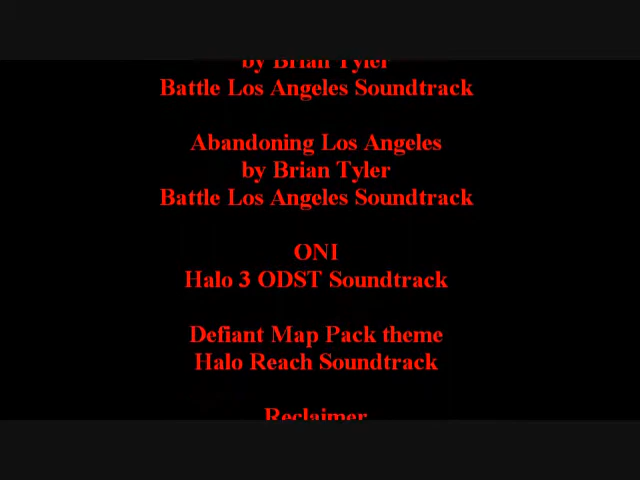 by Brian Tyler
Battle Los Angeles Soundtrack
Abandoning Los Angeles
by Brian Tyler
Battle Los Angeles Soundtrack
ONI
Halo 3 ODST Soundtrack
Defiant Map Pack theme
Halo Reach Soundtrack
Reclaimer